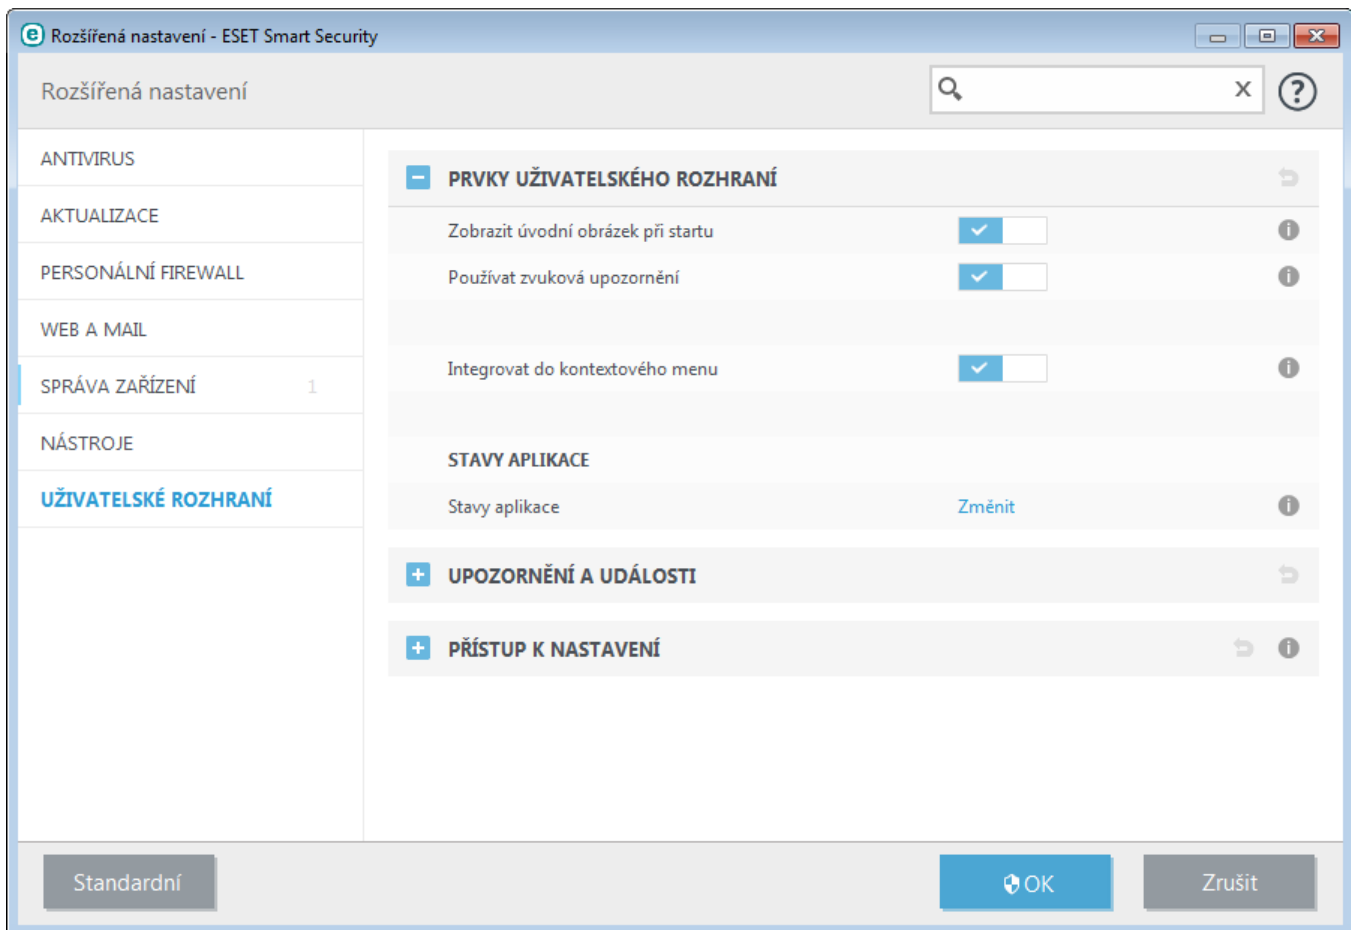 Rozšířená nastavení - ESET Smart Security
Rozšířená nastavení
ANTIVIRUS
AKTUALIZACE
PERSONÁLNÍ FIREWALL
WEB A MAIL
SPRÁVA ZAŘÍZENÍ 1
NÁSTROJE
UŽIVATELSKÉ ROZHRANÍ
PRVKY UŽIVATELSKÉHO ROZHRANÍ
Zobrazit úvodní obrázek při startu
Používat zvuková upozornění
Integrovat do kontextového menu
STAVY APLIKACE
Stavy aplikace Změnit
UPOZORNĚNÍ A UDÁLOSTI
PŘÍSTUP K NASTAVENÍ
Standardní
OK
Zrušit